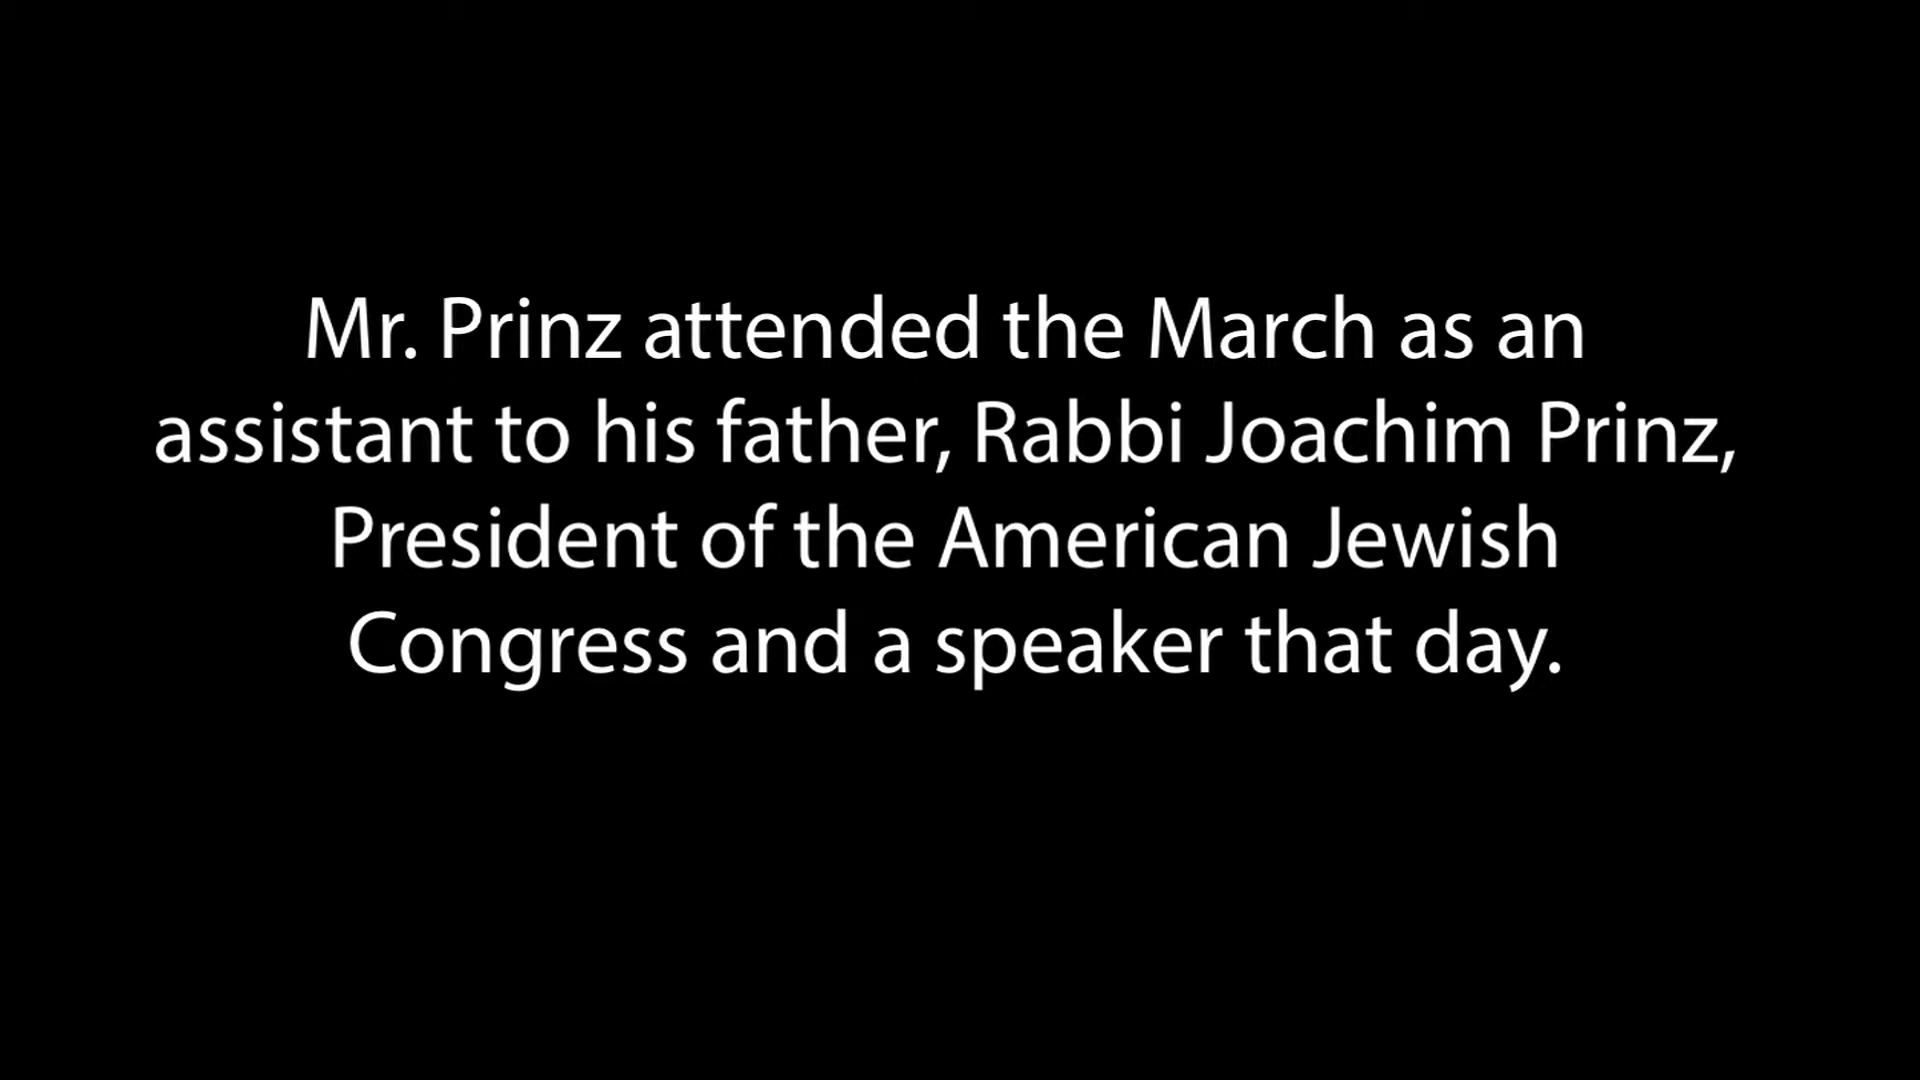 Mr. Prinz attended the March as an
assistant to his father, Rabbi Joachim Prinz,
President of the American Jewish
Congress and a speaker that day.